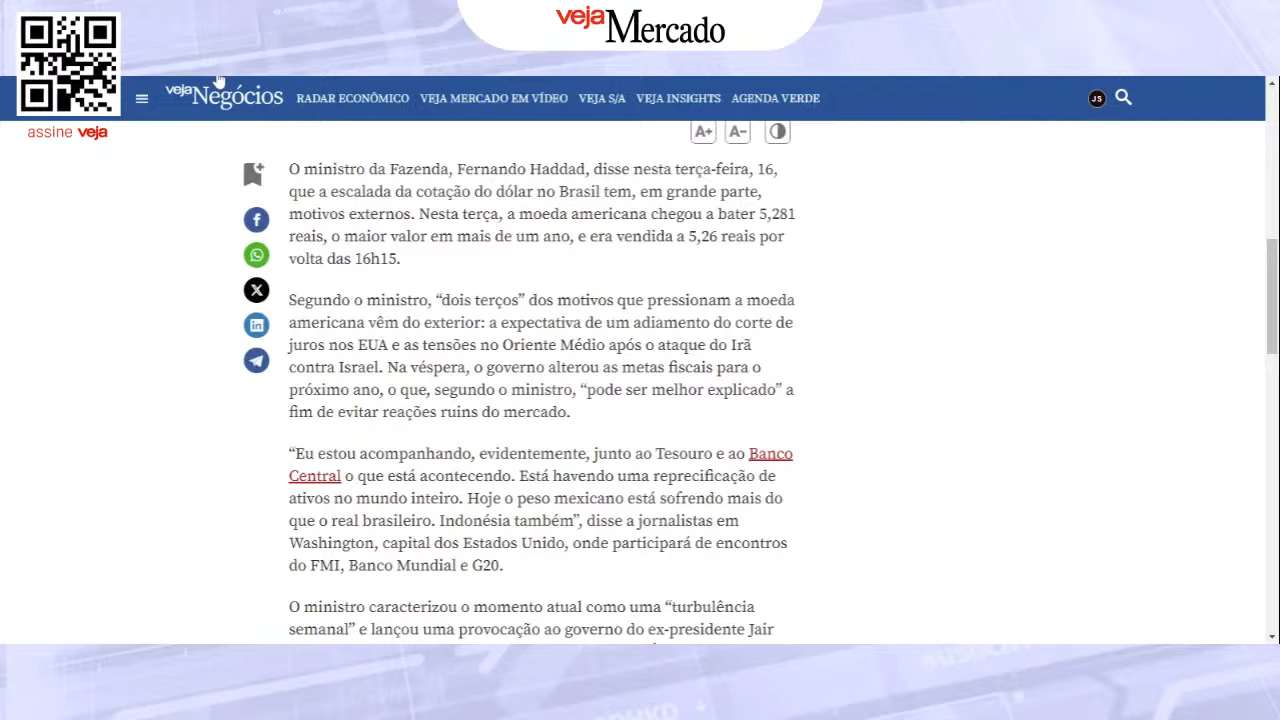 veja Mercado
assine veja
veja Negócios RADAR ECONÔMICO VEJA MERCADO EM VÍDEO VEJA S/A VEJA INSIGHTS AGENDA VERDE JS
A+ A-
O ministro da Fazenda, Fernando Haddad, disse nesta terça-feira, 16,
que a escalada da cotação do dólar no Brasil tem, em grande parte,
motivos externos. Nesta terça, a moeda americana chegou a bater 5,281
reais, o maior valor em mais de um ano, e era vendida a 5,26 reais por
volta das 16h15.
Segundo o ministro, “dois terços” dos motivos que pressionam a moeda
americana vêm do exterior: a expectativa de um adiamento do corte de
juros nos EUA e as tensões no Oriente Médio após o ataque do Irã
contra Israel. Na véspera, o governo alterou as metas fiscais para o
próximo ano, o que, segundo o ministro, “pode ser melhor explicado” a
fim de evitar reações ruins do mercado.
“Eu estou acompanhando, evidentemente, junto ao Tesouro e ao Banco
Central o que está acontecendo. Está havendo uma reprecificação de
ativos no mundo inteiro. Hoje o peso mexicano está sofrendo mais do
que o real brasileiro. Indonésia também”, disse a jornalistas em
Washington, capital dos Estados Unido, onde participará de encontros
do FMI, Banco Mundial e G20.
O ministro caracterizou o momento atual como uma “turbulência
semanal” e lançou uma provocação ao governo do ex-presidente Jair